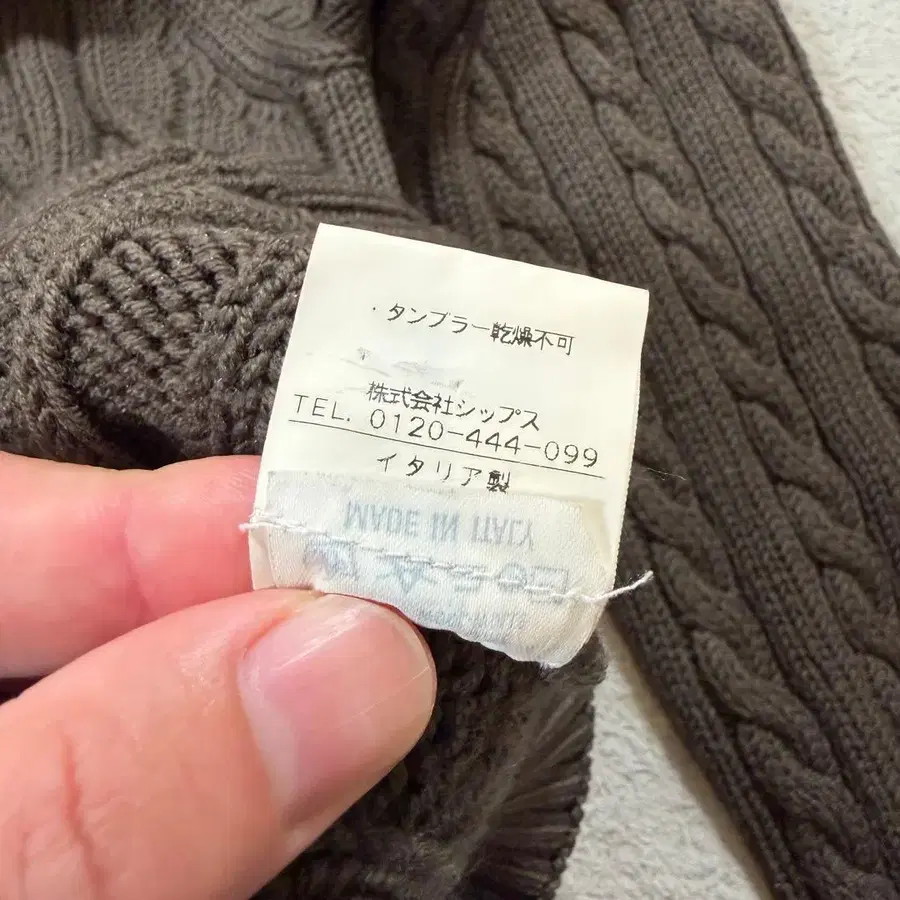 ・タンブラー乾燥不可
株式会社シップス
TEL. 0120-444-099
イタリア製
MADE IN ITALY